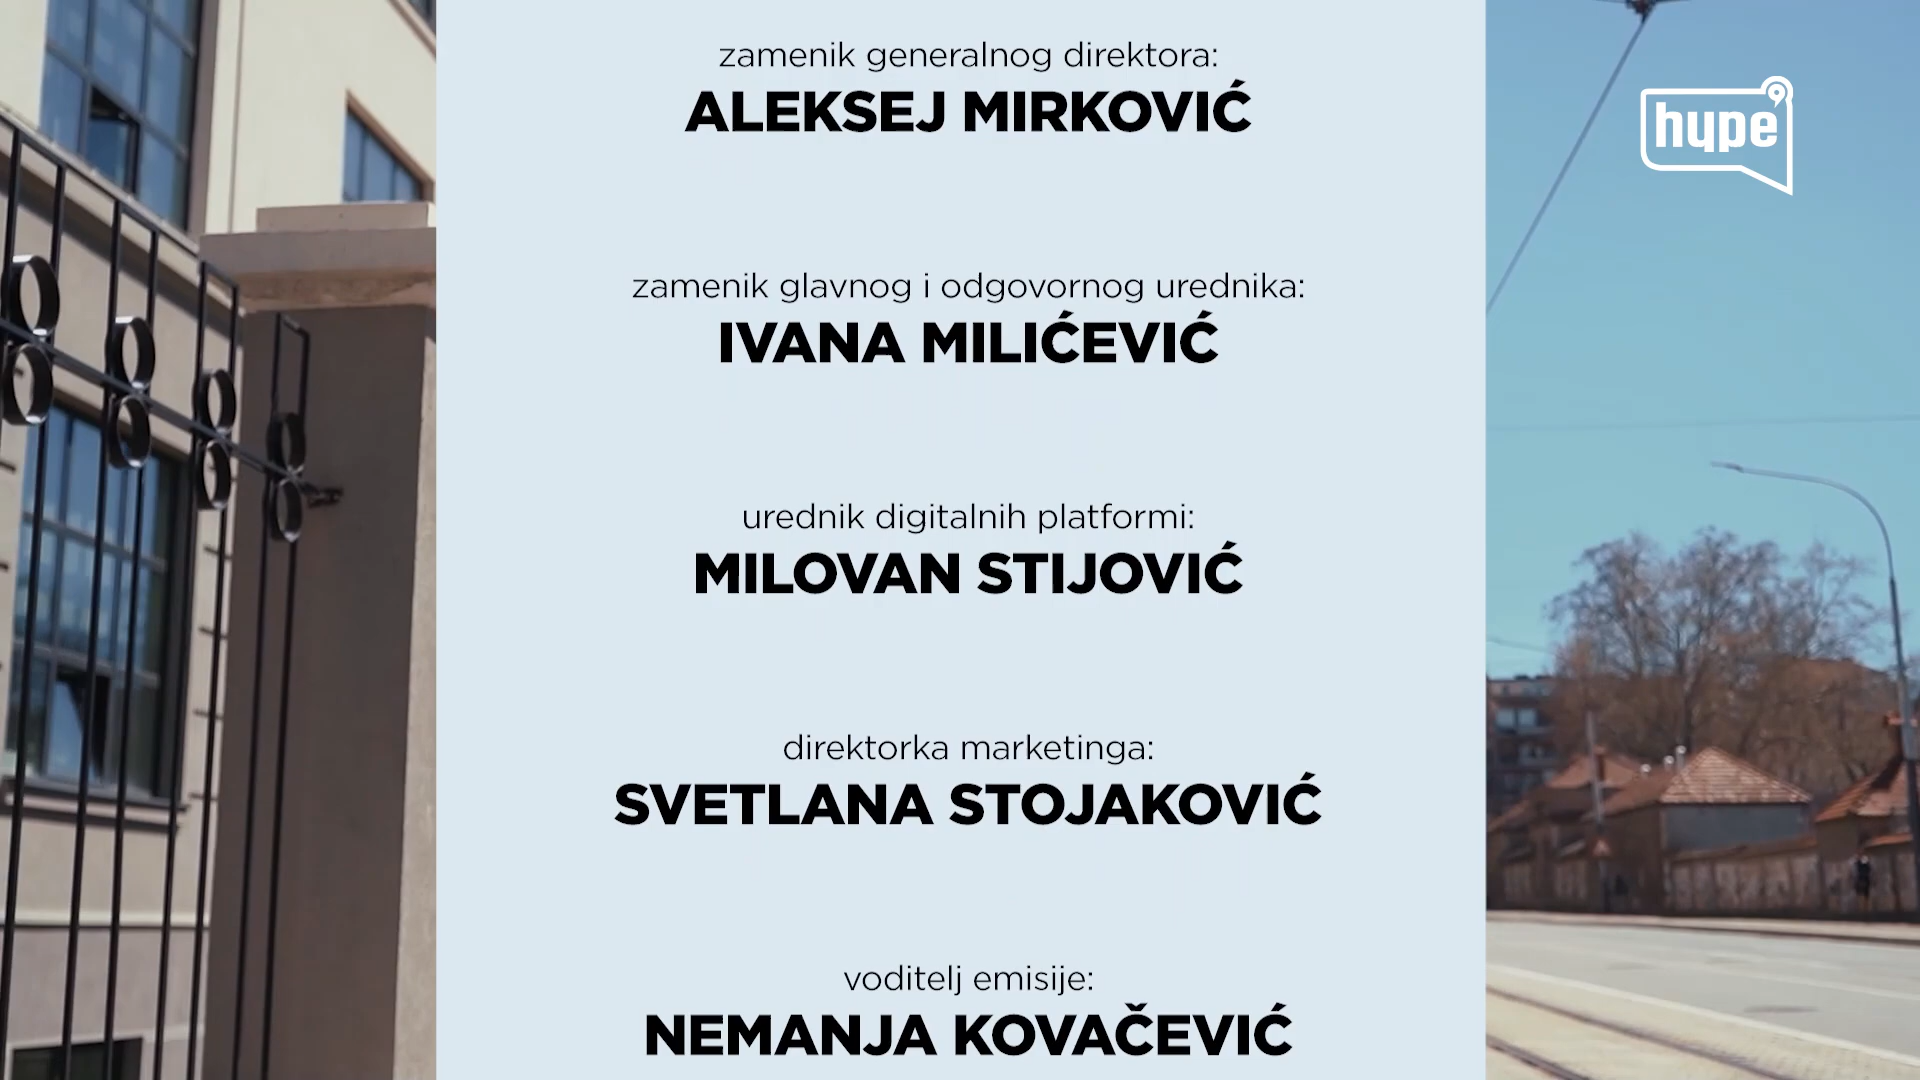 zamenik generalnog direktora:
ALEKSEJ MIRKOVIĆ
hype
zamenik glavnog i odgovornog urednika:
IVANA MILIĆEVIĆ
urednik digitalnih platformi:
MILOVAN STIJOVIĆ
direktorka marketinga:
SVETLANA STOJAKOVIĆ
voditelj emisije:
NEMANJA KOVAČEVIĆ